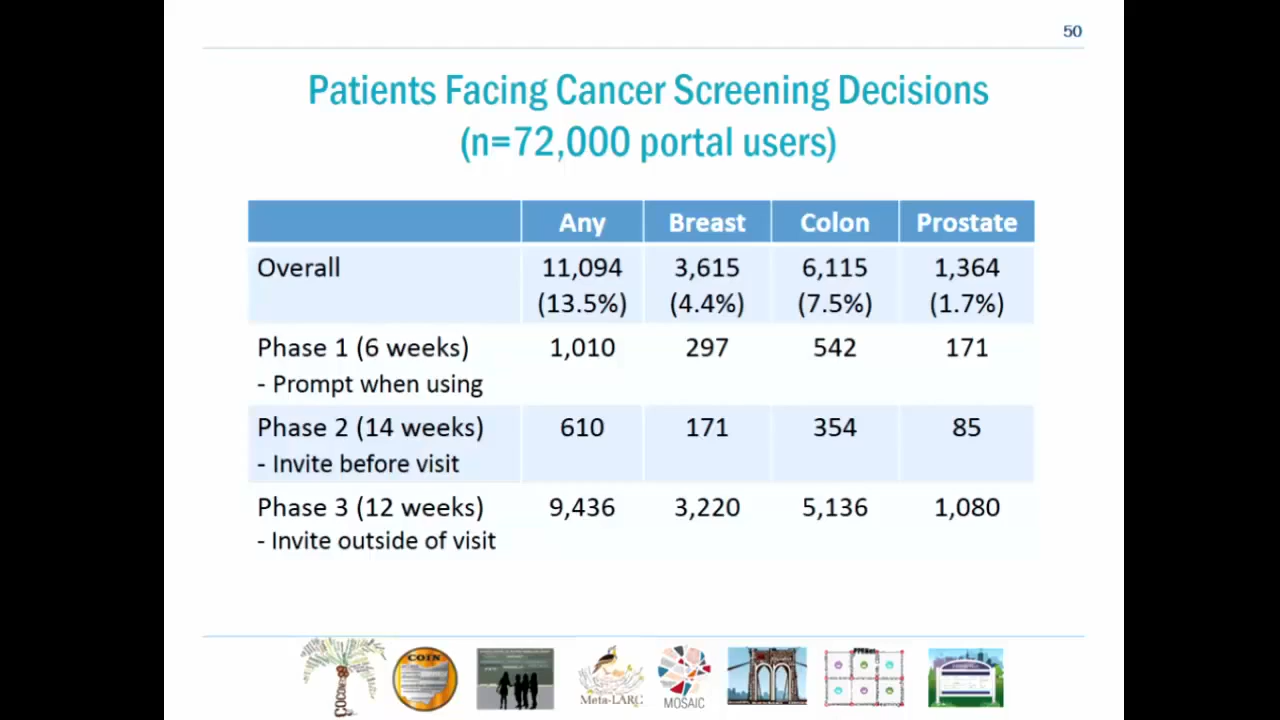 50
Patients Facing Cancer Screening Decisions
(n=72,000 portal users)
Any Breast Colon Prostate
Overall 11,094 3,615 6,115 1,364
(13.5%) (4.4%) (7.5%) (1.7%)
Phase 1 (6 weeks) 1,010 297 542 171
- Prompt when using
Phase 2 (14 weeks) 610 171 354 85
- Invite before visit
Phase 3 (12 weeks) 9,436 3,220 5,136 1,080
- Invite outside of visit
COCONet
COIN
Meta-LARC
MOSAIC
PPRNet